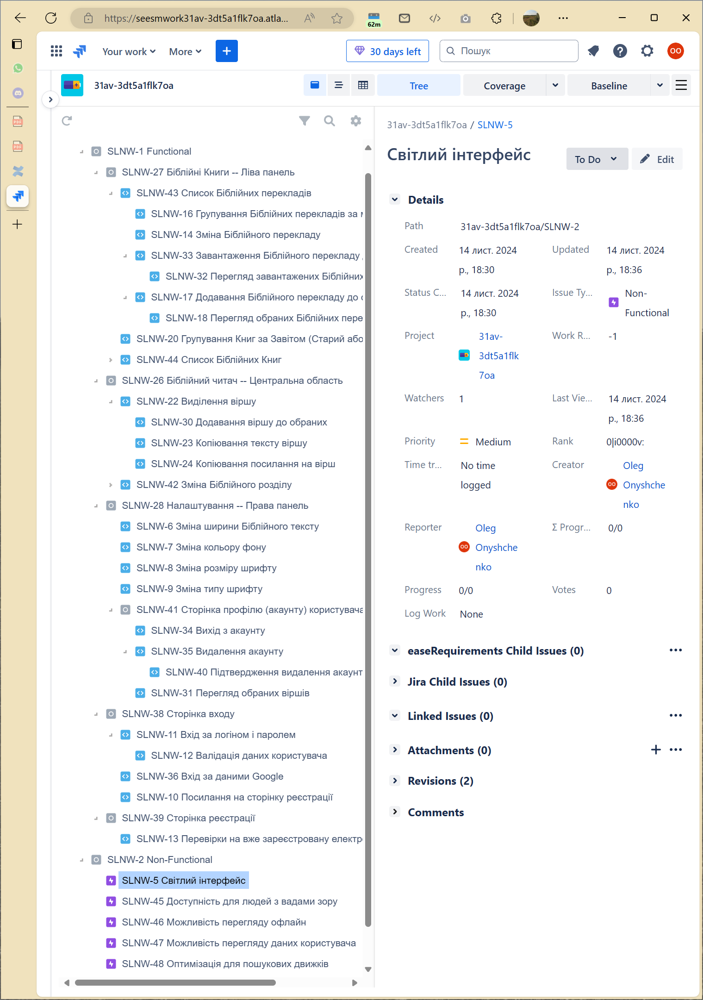 https://seesmwork31av-3dt5a1flk7oa.atla...
62m
Your work
More
30 days left
Пошук
OO
31av-3dt5a1flk7oa
Tree
Coverage
Baseline
PDF
PDF
SLNW-1 Functional
SLNW-27 Біблійні Книги -- Ліва панель
SLNW-43 Список Біблійних перекладів
SLNW-16 Групування Біблійних перекладів за
SLNW-14 Зміна Біблійного перекладу
SLNW-33 Завантаження Біблійного перекладу
SLNW-32 Перегляд завантажених Біблійних
SLNW-17 Додавання Біблійного перекладу до
SLNW-18 Перегляд обраних Біблійних пере
SLNW-20 Групування Книг за Завітом (Старий або
SLNW-44 Список Біблійних Книг
SLNW-26 Біблійний читач -- Центральна область
SLNW-22 Виділення віршу
SLNW-30 Додавання віршу до обраних
SLNW-23 Копіювання тексту віршу
SLNW-24 Копіювання посилання на вірш
SLNW-42 Зміна Біблійного розділу
SLNW-28 Налаштування -- Права панель
SLNW-6 Зміна ширини Біблійного тексту
SLNW-7 Зміна кольору фону
SLNW-8 Зміна розміру шрифту
SLNW-9 Зміна типу шрифту
SLNW-41 Сторінка профілю (акаунту) користувача
SLNW-34 Вихід з акаунту
SLNW-35 Видалення акаунту
SLNW-40 Підтвердження видалення акаунт
SLNW-31 Перегляд обраних віршів
SLNW-38 Сторінка входу
SLNW-11 Вхід за логіном і паролем
SLNW-12 Валідація даних користувача
SLNW-36 Вхід за даними Google
SLNW-10 Посилання на сторінку реєстрації
SLNW-39 Сторінка реєстрації
SLNW-13 Перевірки на вже зареєстровану електр
SLNW-2 Non-Functional
SLNW-5 Світлий інтерфейс
SLNW-45 Доступність для людей з вадами зору
SLNW-46 Можливість перегляду офлайн
SLNW-47 Можливість перегляду даних користувача
SLNW-48 Оптимізація для пошукових движків
31av-3dt5a1flk7oa / SLNW-5
Світлий інтерфейс
To Do
Edit
Details
Path 31av-3dt5a1flk7oa/SLNW-2
Created 14 лист. 2024
р., 18:30
Updated 14 лист. 2024
р., 18:36
Status C... 14 лист. 2024
р., 18:30
Issue Ty... Non-
Functional
Project 31av-
3dt5a1flk
7oa
Work R... -1
Watchers 1
Last Vie... 14 лист. 2024
р., 18:36
Priority Medium
Rank 0|i0000v:
Time tr... No time
logged
Creator Oleg
OO Onyshche
nko
Reporter Oleg
OO Onyshche
nko
Σ Progr... 0/0
Progress 0/0
Votes 0
Log Work None
easeRequirements Child Issues (0)
Jira Child Issues (0)
Linked Issues (0)
Attachments (0)
Revisions (2)
Comments